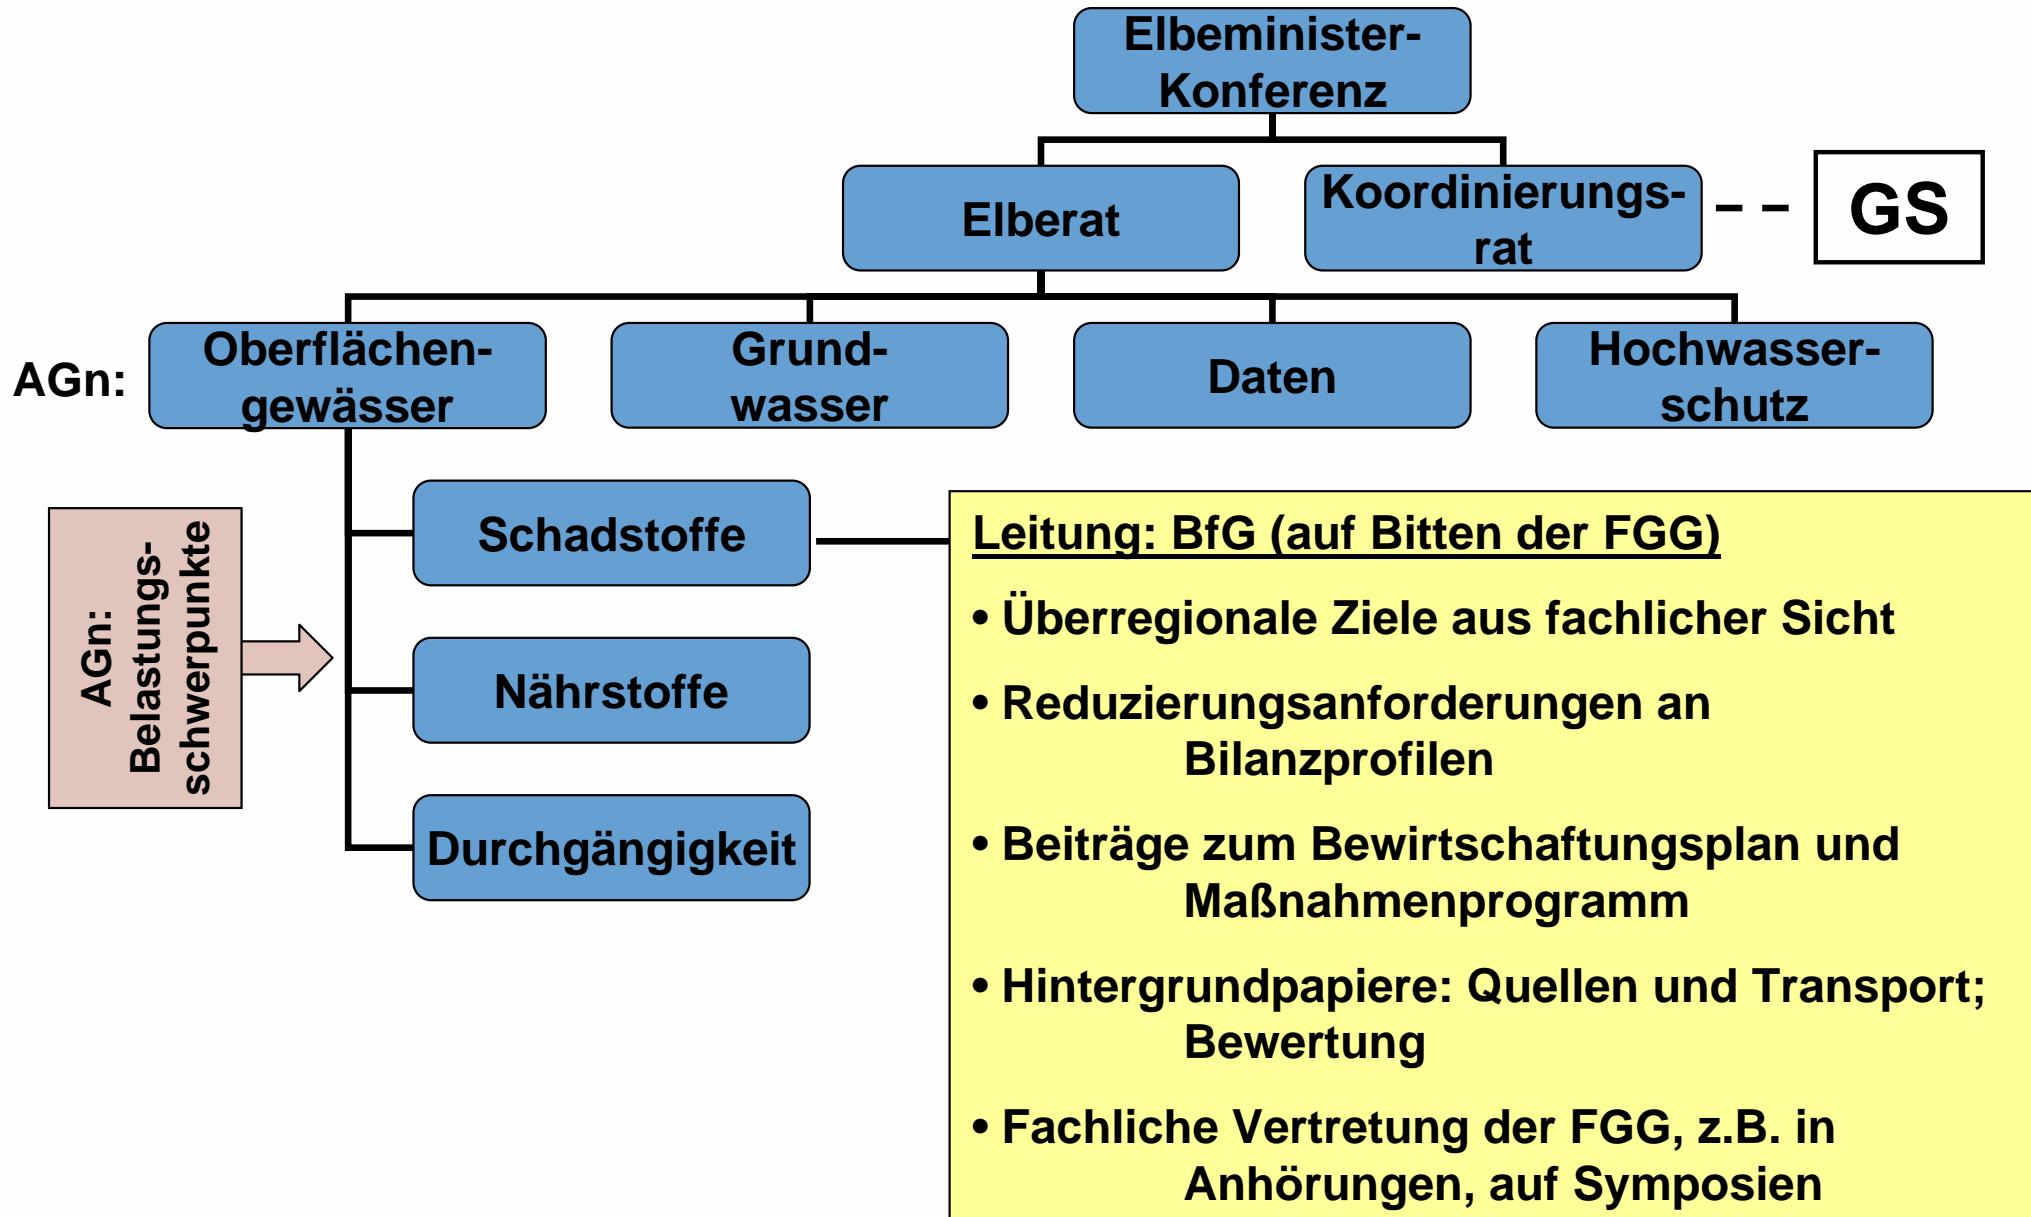 Elbeminister-
Konferenz
Elberat
Koordinierungs-
rat
GS
AGn:
Oberflächen-
gewässer
Grund-
wasser
Daten
Hochwasser-
schutz
AGn:
Belastungs-
schwerpunkte
Schadstoffe
Nährstoffe
Durchgängigkeit
Leitung: BfG (auf Bitten der FGG)
• Überregionale Ziele aus fachlicher Sicht
• Reduzierungsanforderungen an
Bilanzprofilen
• Beiträge zum Bewirtschaftungsplan und
Maßnahmenprogramm
• Hintergrundpapiere: Quellen und Transport;
Bewertung
• Fachliche Vertretung der FGG, z.B. in
Anhörungen, auf Symposien